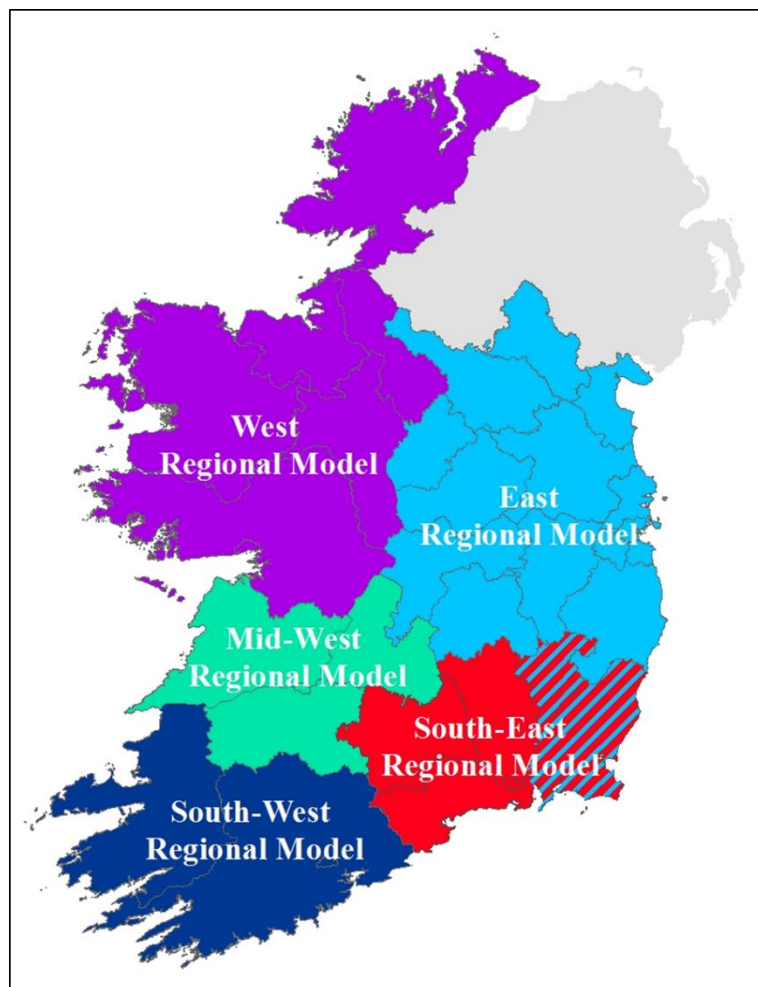 West
Regional Model
East
Regional Model
Mid-West
Regional Model
South-East
Regional Model
South-West
Regional Model